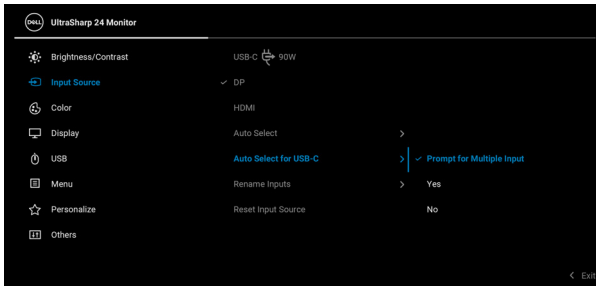 DELL UltraSharp 24 Monitor
Brightness/Contrast USB-C 90W
Input Source DP
Color HDMI
Display Auto Select
USB Auto Select for USB-C Prompt for Multiple Input
Menu Rename Inputs Yes
Personalize Reset Input Source No
Others
Exit